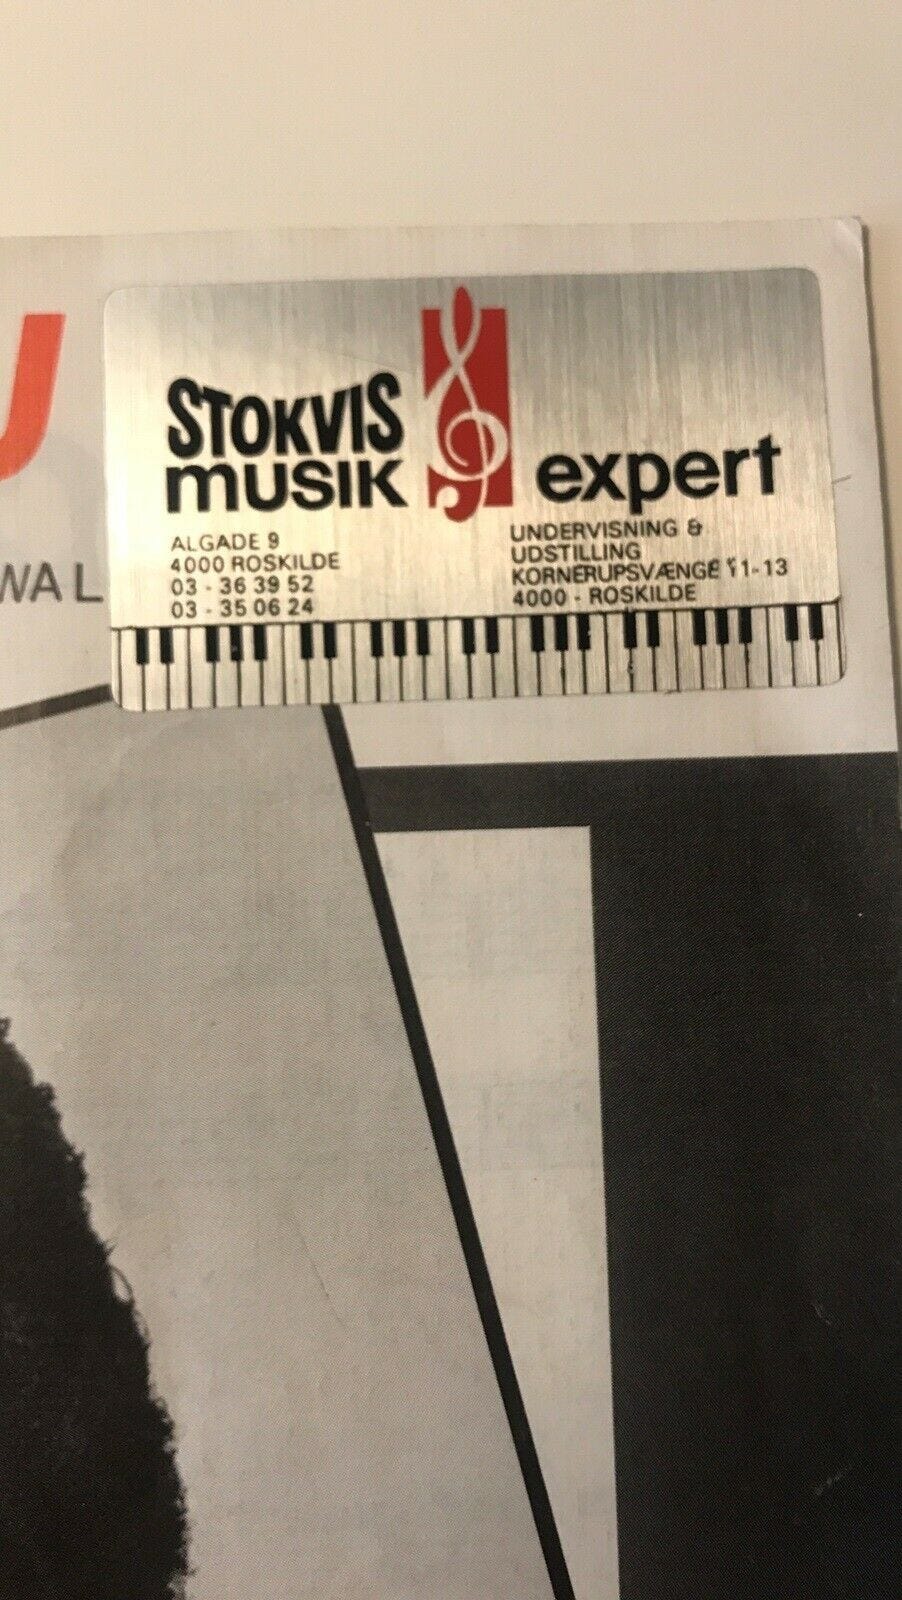 STOKVIS
musik expert
ALGADE 9
4000 ROSKILDE
03 - 36 39 52
03 - 35 06 24
UNDERVISNING &
UDSTILLING
KORNERUPSVÆNGE 11-13
4000 - ROSKILDE
U
WAL